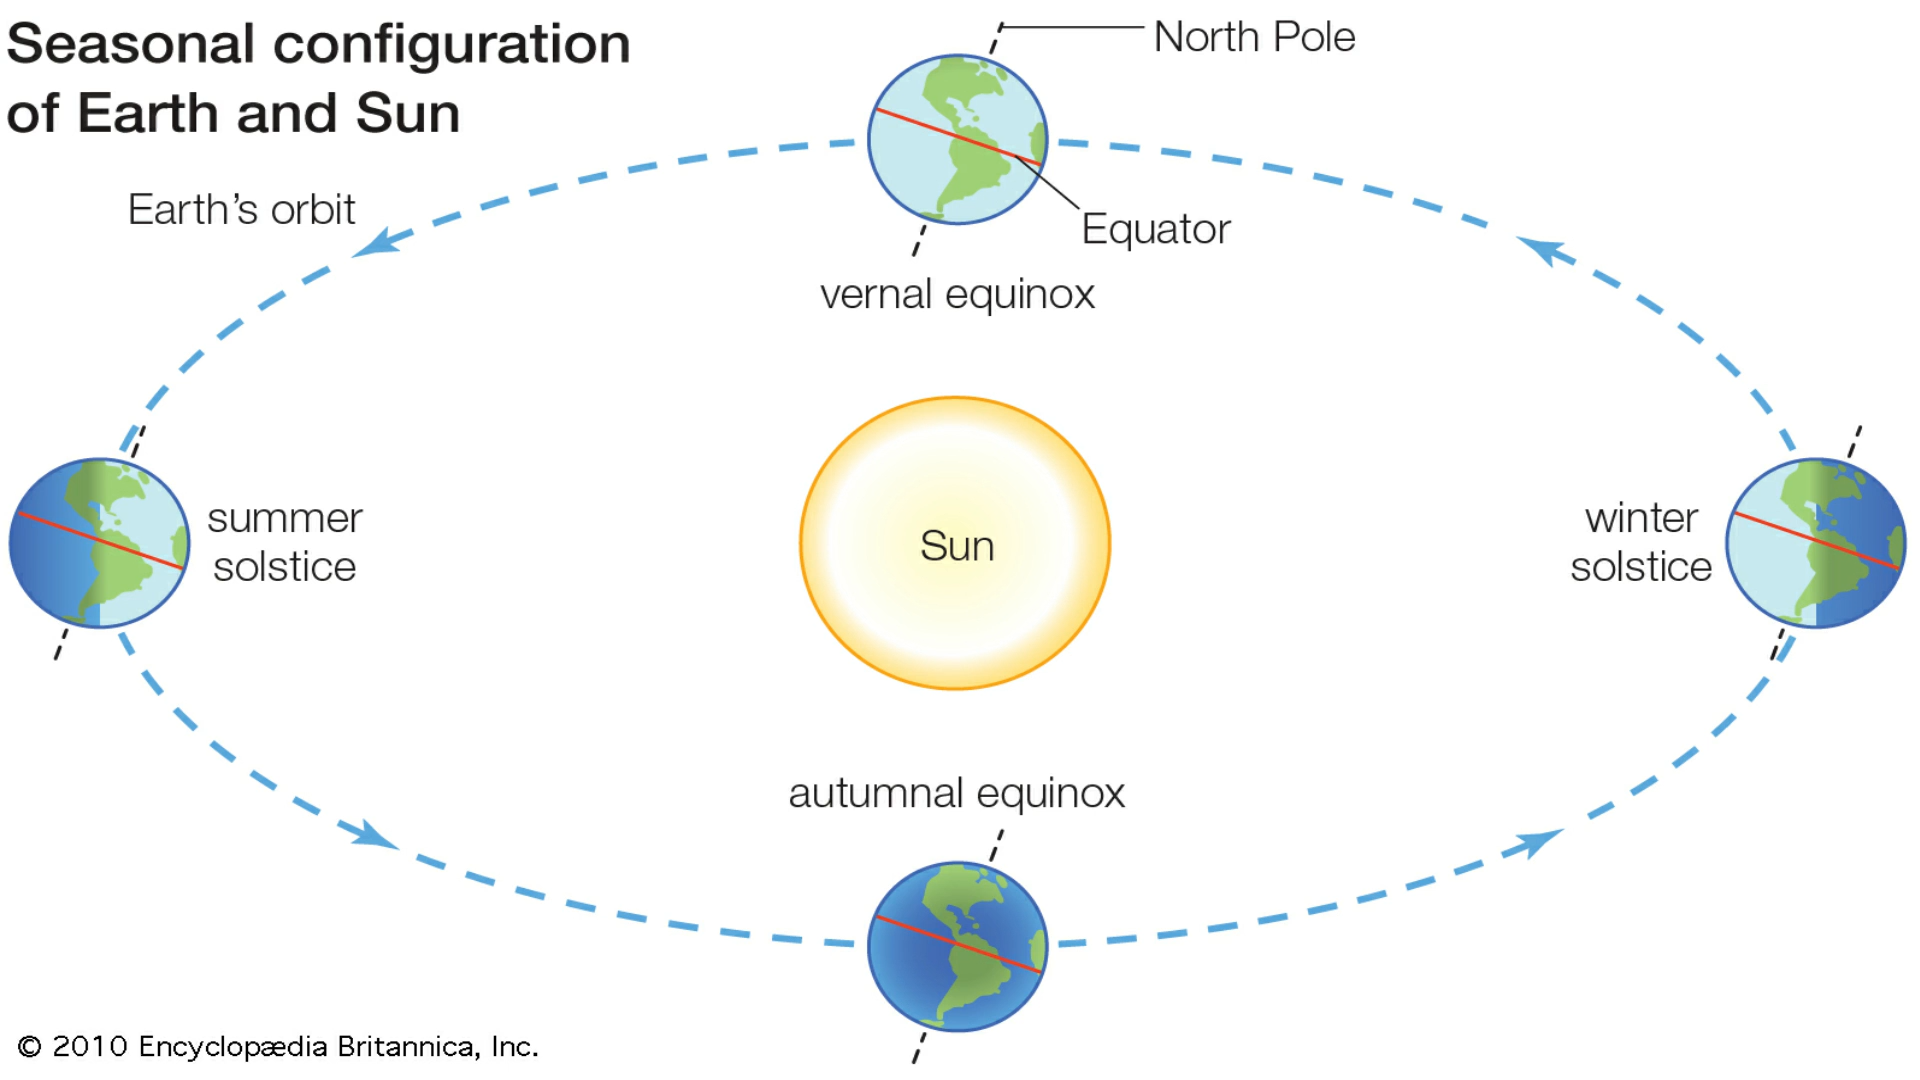 Seasonal configuration
of Earth and Sun
North Pole
Earth’s orbit
Equator
vernal equinox
summer
solstice
Sun
winter
solstice
autumnal equinox
© 2010 Encyclopædia Britannica, Inc.